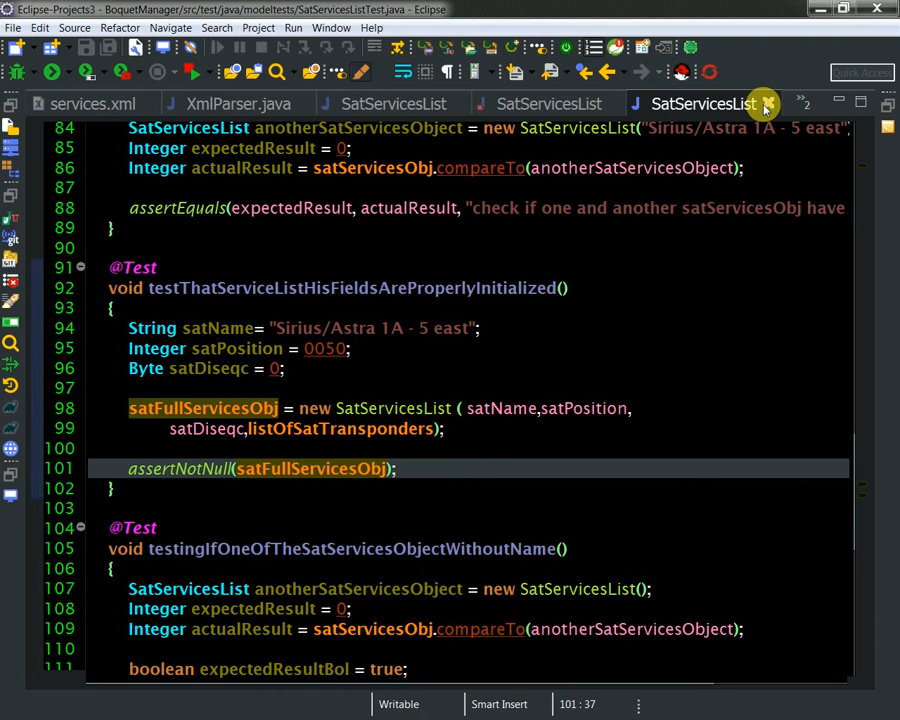 Eclipse-Projects3 - BoquetManager/src/test/java/modeltests/SatServicesListTest.java - Eclipse
File Edit Source Refactor Navigate Search Project Run Window Help
Quick Access
services.xml XmlParser.java SatServicesList SatServicesList SatServicesList 2
84 SatServicesList anotherSatServicesObject = new SatServicesList("Sirius/Astra 1A - 5 east",
85 Integer expectedResult = 0;
86 Integer actualResult = satServicesObj.compareTo(anotherSatServicesObject);
87
88 assertEquals(expectedResult, actualResult, "check if one and another satServicesObj have
89 }
90
91 @Test
92 void testThatServiceListHisFieldsAreProperlyInitialized()
93 {
94 String satName= "Sirius/Astra 1A - 5 east";
95 Integer satPosition = 0050;
96 Byte satDiseqc = 0;
97
98 satFullServicesObj = new SatServicesList ( satName,satPosition,
99 satDiseqc,listOfSatTransponders);
100
101 assertNotNull(satFullServicesObj);
102 }
103
104 @Test
105 void testingIfOneOfTheSatServicesObjectWithoutName()
106 {
107 SatServicesList anotherSatServicesObject = new SatServicesList();
108 Integer expectedResult = 0;
109 Integer actualResult = satServicesObj.compareTo(anotherSatServicesObject);
110
111 boolean expectedResultBol = true;
Writable Smart Insert 101 : 37